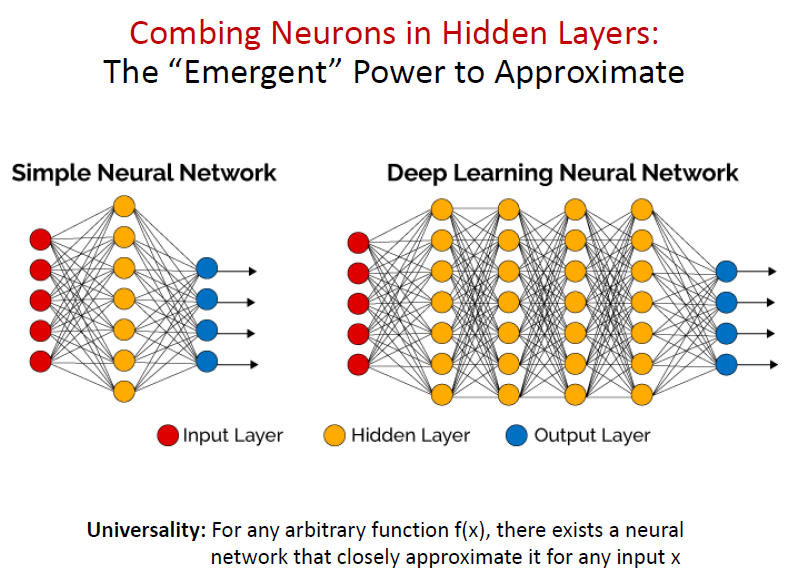 Combing Neurons in Hidden Layers:
The “Emergent” Power to Approximate
Simple Neural Network
Deep Learning Neural Network
Input Layer
Hidden Layer
Output Layer
Universality: For any arbitrary function f(x), there exists a neural
network that closely approximate it for any input x